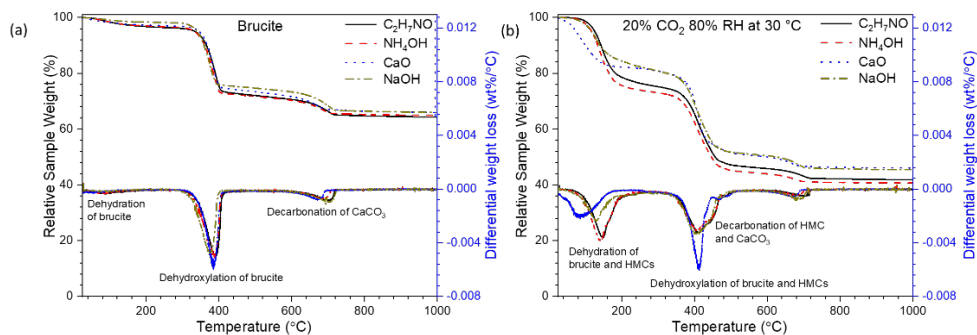 (a)
Brucite
C₂H₇NO
NH₄OH
CaO
NaOH
Relative Sample Weight (%)
100
80
60
40
20
0
0.012
0.009
0.004
0.000
-0.004
-0.008
Differential weight loss (wt%/°C)
Dehydration
of brucite
Decarbonation of CaCO₃
Dehydroxylation of brucite
200 400 600 800 1000
Temperature (°C)
(b)
20% CO₂ 80% RH at 30 °C
C₂H₇NO
NH₄OH
CaO
NaOH
Relative Sample Weight (%)
100
80
60
40
20
0
0.012
0.008
0.004
0.000
-0.004
-0.008
Differential weight loss (wt%/°C)
Decarbonation of HMC
and CaCO₃
Dehydration of
brucite and HMCs
Dehydroxylation of brucite and HMCs
200 400 600 800 1000
Temperature (°C)